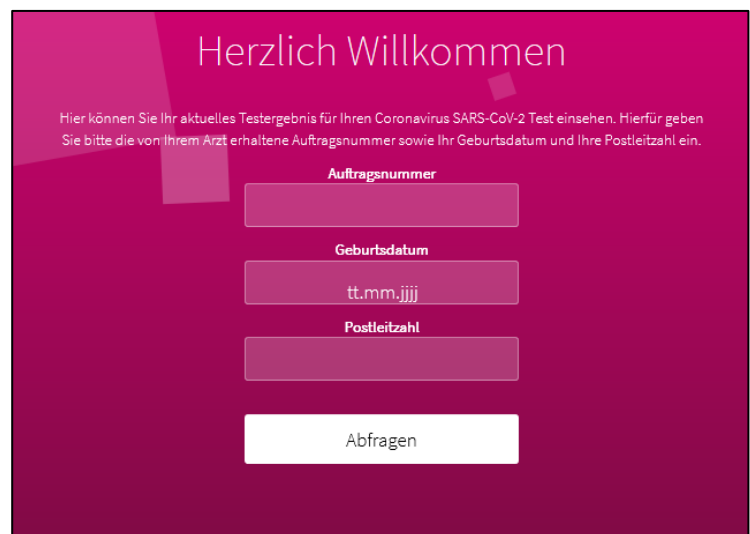 Herzlich Willkommen
Hier können Sie Ihr aktuelles Testergebnis für Ihren Coronavirus SARS-CoV-2 Test einsehen. Hierfür geben
Sie bitte die von Ihrem Arzt erhaltene Auftragsnummer sowie Ihr Geburtsdatum und Ihre Postleitzahl ein.
Auftragsnummer
Geburtsdatum
tt.mm.jjjj
Postleitzahl
Abfragen